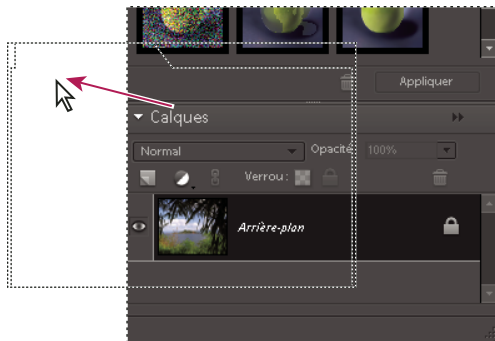 Appliquer
Calques
Normal
Opacité 100%
Verrou :
Arrière-plan